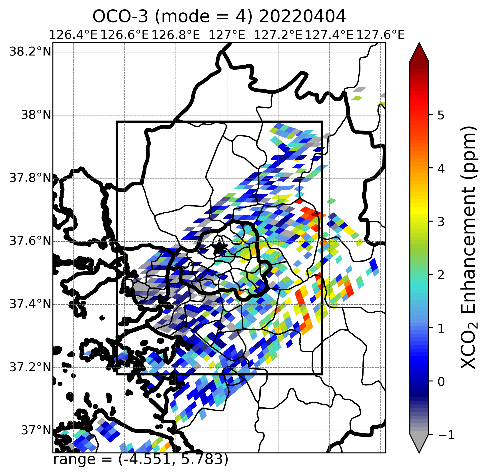 OCO-3 (mode = 4) 20220404
126.4°E 126.6°E 126.8°E 127°E 127.2°E 127.4°E 127.6°E
38.2°N
38°N
37.8°N
37.6°N
37.4°N
37.2°N
37°N
5
4
3
2
1
0
−1
XCO₂ Enhancement (ppm)
range = (-4.551, 5.783)